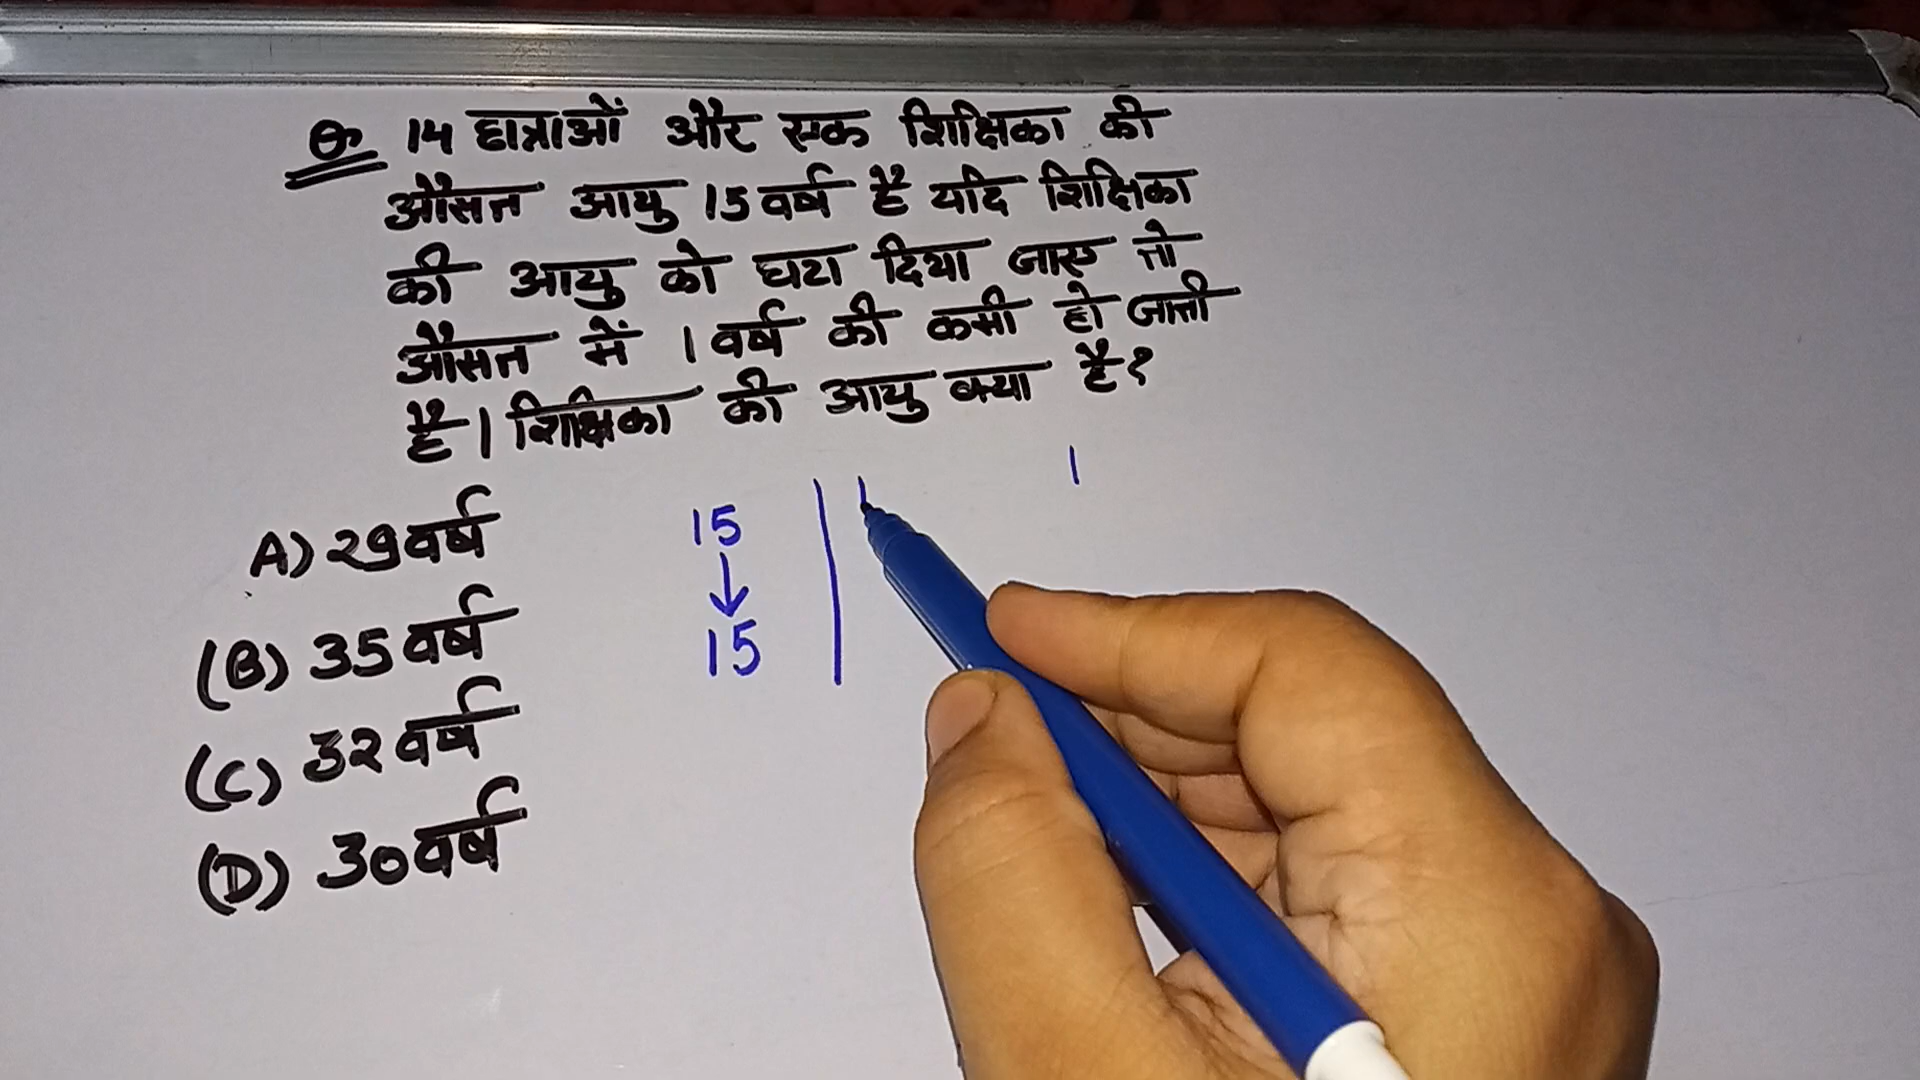 Q. 14 छात्राओं और एक शिक्षिका की
औसत आयु 15 वर्ष है यदि शिक्षिका
की आयु को घटा दिया जाए तो
औसत में 1 वर्ष की कमी हो जाती
है। शिक्षिका की आयु क्या है?
A) 29 वर्ष
(B) 35 वर्ष
(C) 32 वर्ष
(D) 30 वर्ष
15
↓
15
1